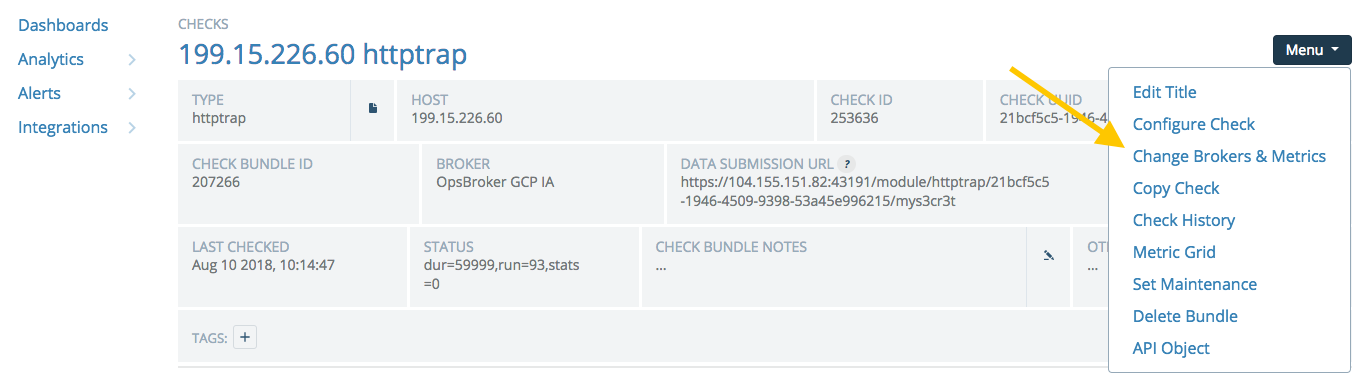 Dashboards
Analytics
Alerts
Integrations
CHECKS
199.15.226.60 httptrap
Menu
TYPE
httptrap
HOST
199.15.226.60
CHECK ID
253636
CHECK UUID
21bcf5c5-1946-4
CHECK BUNDLE ID
207266
BROKER
OpsBroker GCP IA
DATA SUBMISSION URL ?
https://104.155.151.82:43191/module/httptrap/21bcf5c5
-1946-4509-9398-53a45e996215/mys3cr3t
LAST CHECKED
Aug 10 2018, 10:14:47
STATUS
dur=59999,run=93,stats
=0
CHECK BUNDLE NOTES
...
OT
...
TAGS: +
Edit Title
Configure Check
Change Brokers & Metrics
Copy Check
Check History
Metric Grid
Set Maintenance
Delete Bundle
API Object